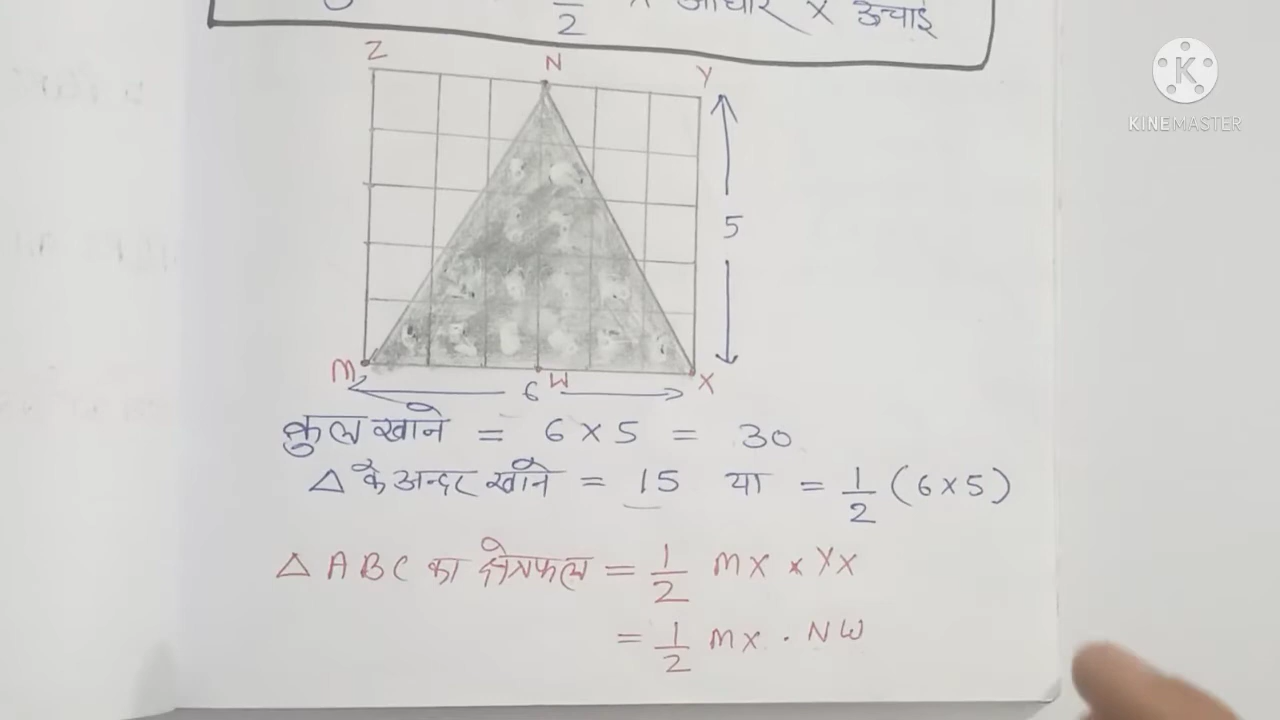 1/2 × आधार × ऊंचाई
Z N Y
5
M W X
6
कुल खाने = 6 × 5 = 30
△ के अन्दर खाने = 15 या = 1/2 (6×5)
△ ABC का क्षेत्रफल = 1/2 MX × YX
= 1/2 MX . NW
K
KINEMASTER